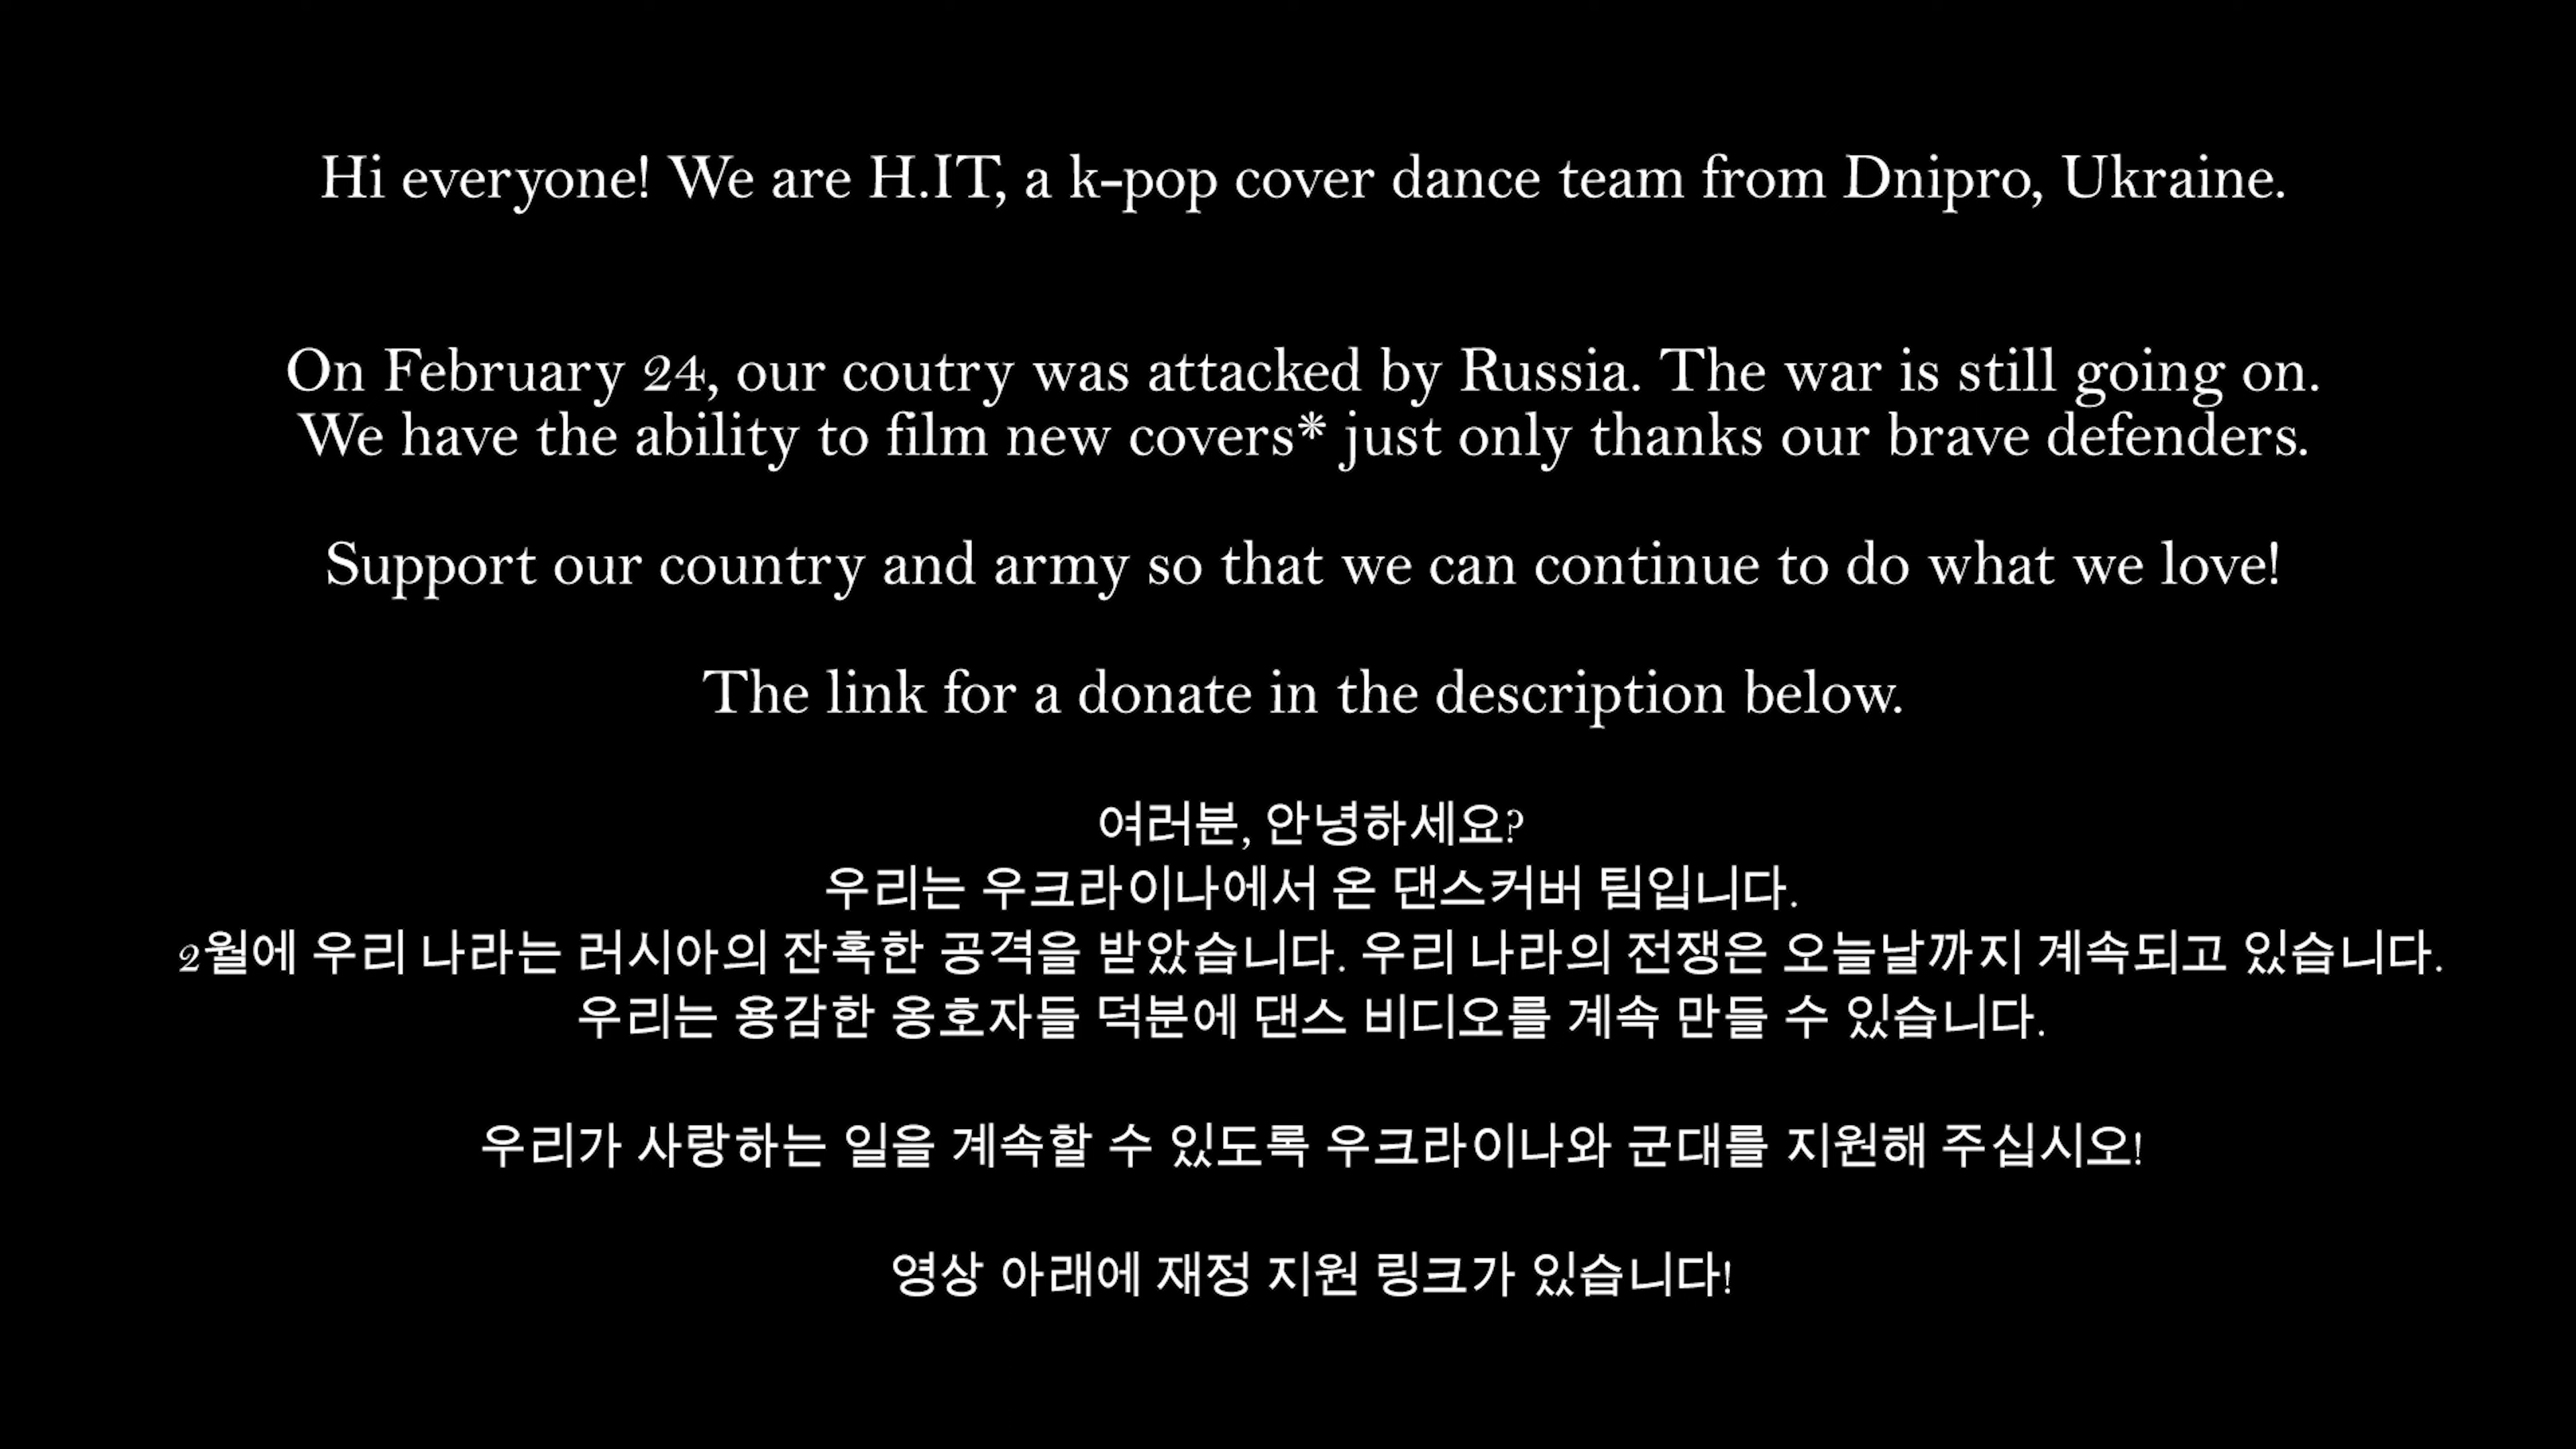 Hi everyone! We are H.IT, a k-pop cover dance team from Dnipro, Ukraine.
On February 24, our coutry was attacked by Russia. The war is still going on.
We have the ability to film new covers* just only thanks our brave defenders.
Support our country and army so that we can continue to do what we love!
The link for a donate in the description below.
여러분, 안녕하세요?
우리는 우크라이나에서 온 댄스커버 팀입니다.
2월에 우리 나라는 러시아의 잔혹한 공격을 받았습니다. 우리 나라의 전쟁은 오늘날까지 계속되고 있습니다.
우리는 용감한 옹호자들 덕분에 댄스 비디오를 계속 만들 수 있습니다.
우리가 사랑하는 일을 계속할 수 있도록 우크라이나와 군대를 지원해 주십시오!
영상 아래에 재정 지원 링크가 있습니다!